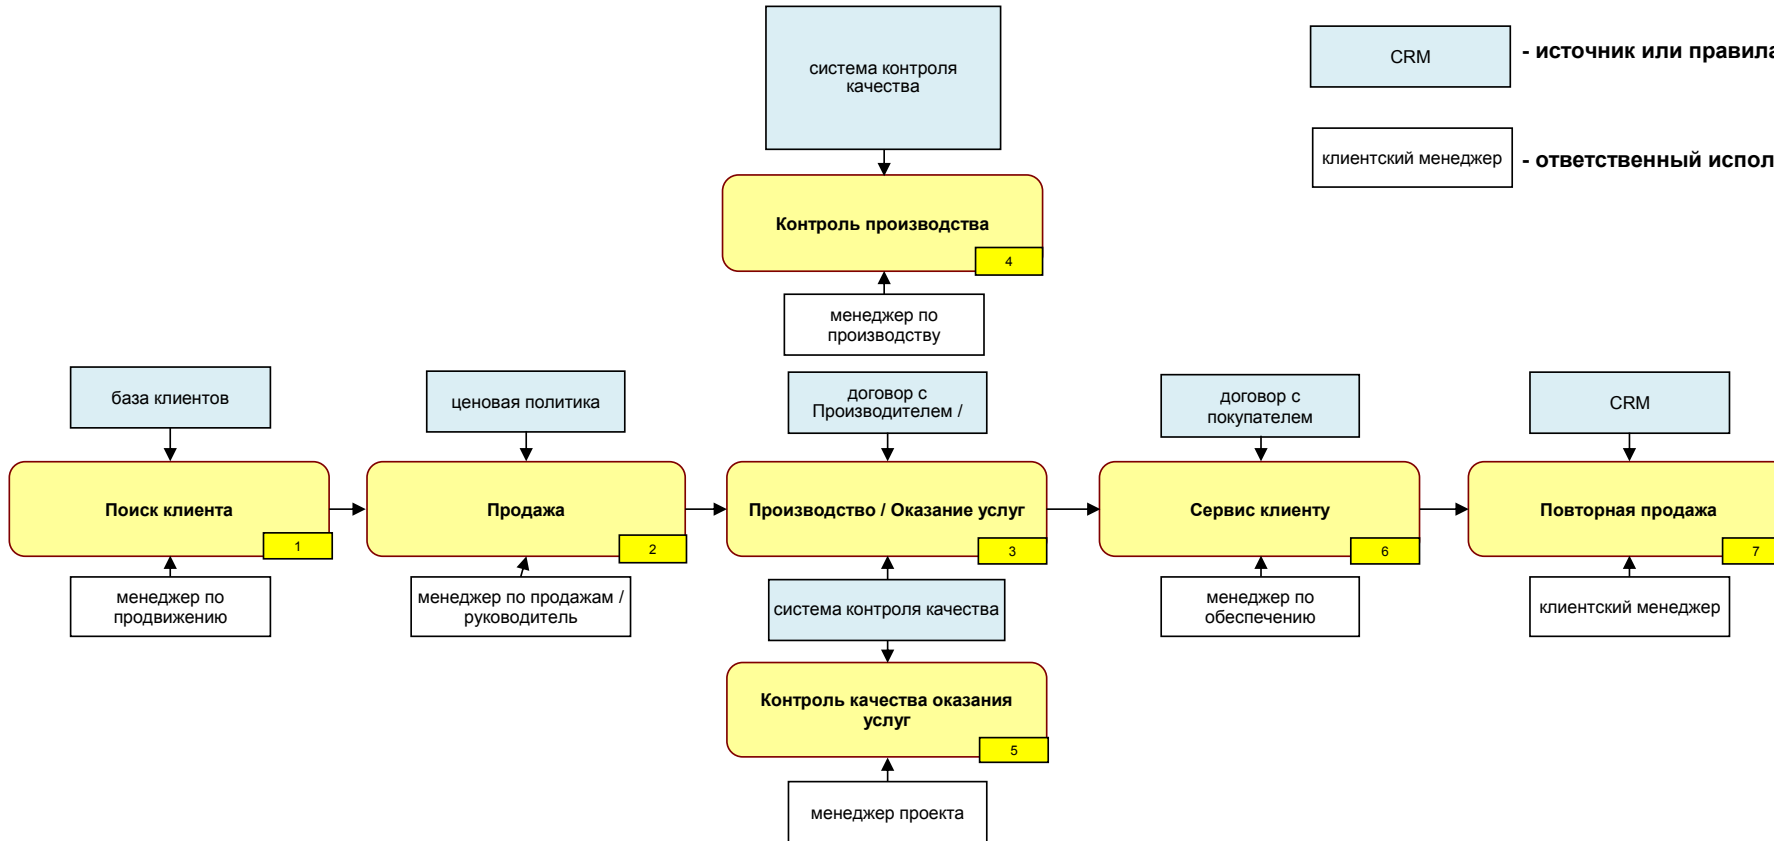 система контроля
качества
CRM
- источник или правила
клиентский менеджер
- ответственный испол
Контроль производства
4
менеджер по
производству
база клиентов
ценовая политика
договор с
Производителем /
договор с
покупателем
CRM
Поиск клиента
1
Продажа
2
Производство / Оказание услуг
3
Сервис клиенту
6
Повторная продажа
7
менеджер по
продвижению
менеджер по продажам /
руководитель
система контроля качества
менеджер по
обеспечению
клиентский менеджер
Контроль качества оказания
услуг
5
менеджер проекта